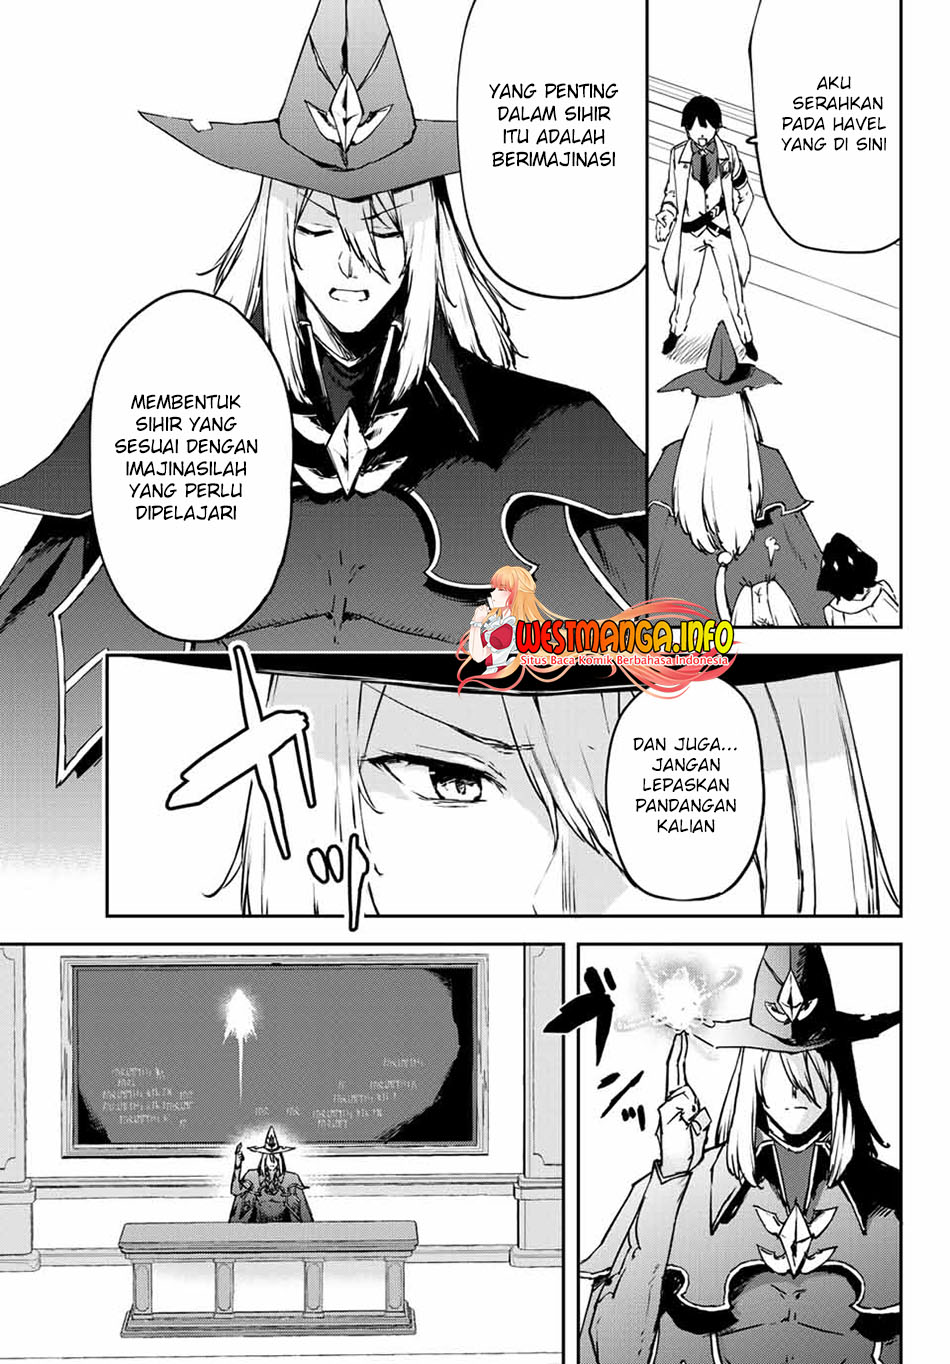 AKU
SERAHKAN
PADA HAVEL
YANG DI SINI
YANG PENTING
DALAM SIHIR
ITU ADALAH
BERIMAJINASI
MEMBENTUK
SIHIR YANG
SESUAI DENGAN
IMAJINASILAH
YANG PERLU
DIPELAJARI
WESTMANGA.INFO
Situs Baca Komik Berbahasa Indonesia
DAN JUGA...
JANGAN
LEPASKAN
PANDANGAN
KALIAN